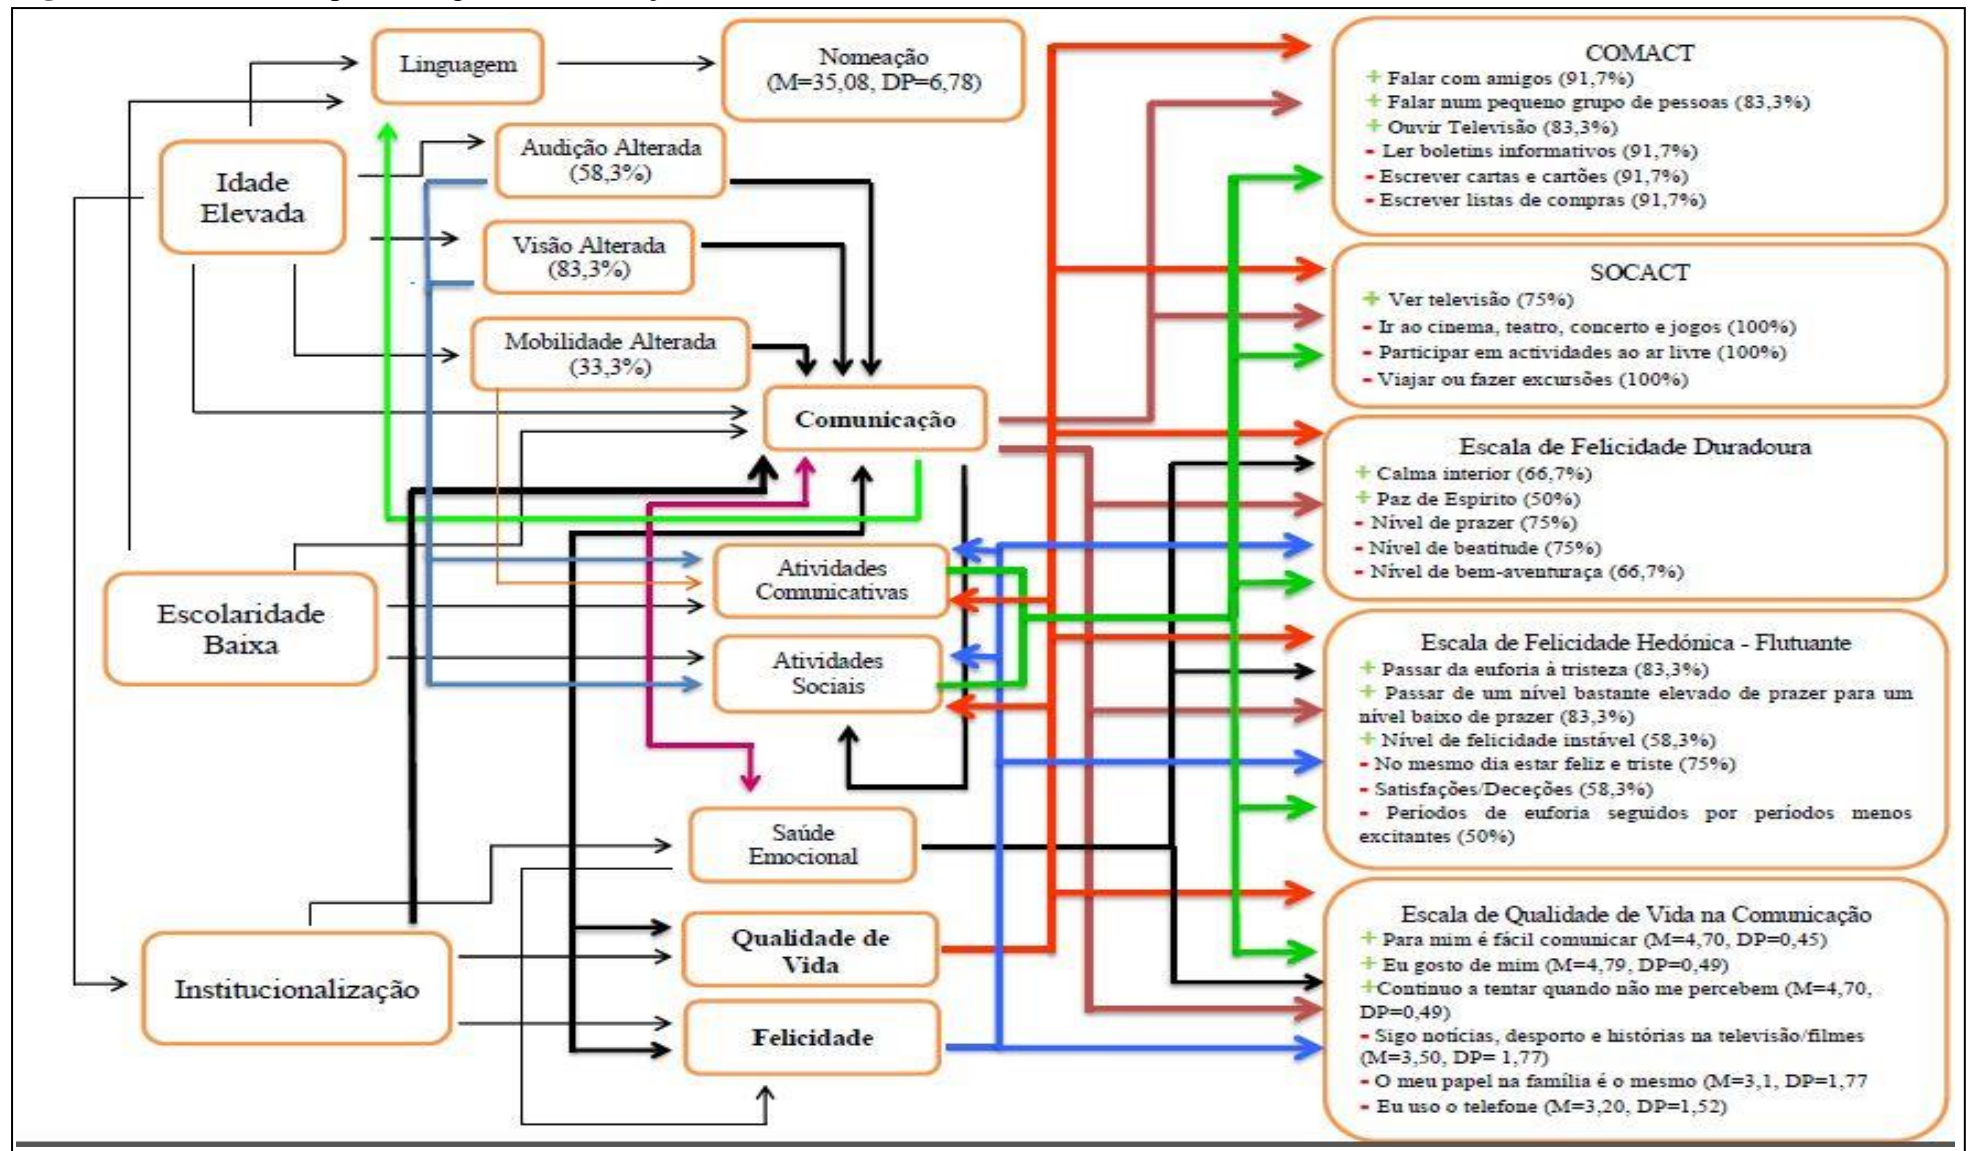 Linguagem
Nomeação
(M=35,08, DP=6,78)
Idade
Elevada
Audição Alterada
(58,3%)
Visão Alterada
(83,3%)
Mobilidade Alterada
(33,3%)
Comunicação
Escolaridade
Baixa
Atividades
Comunicativas
Atividades
Sociais
Saúde
Emocional
Institucionalização
Qualidade de
Vida
Felicidade
COMACT
+ Falar com amigos (91,7%)
+ Falar num pequeno grupo de pessoas (83,3%)
+ Ouvir Televisão (83,3%)
- Ler boletins informativos (91,7%)
- Escrever cartas e cartões (91,7%)
- Escrever listas de compras (91,7%)
SOCACT
+ Ver televisão (75%)
- Ir ao cinema, teatro, concerto e jogos (100%)
- Participar em actividades ao ar livre (100%)
- Viajar ou fazer excursões (100%)
Escala de Felicidade Duradoura
+ Calma interior (66,7%)
+ Paz de Espirito (50%)
- Nível de prazer (75%)
- Nível de beatitude (75%)
- Nível de bem-aventuraça (66,7%)
Escala de Felicidade Hedónica - Flutuante
+ Passar da euforia à tristeza (83,3%)
+ Passar de um nível bastante elevado de prazer para um
nível baixo de prazer (83,3%)
+ Nível de felicidade instável (58,3%)
- No mesmo dia estar feliz e triste (75%)
- Satisfações/Deceções (58,3%)
- Períodos de euforia seguidos por períodos menos
excitantes (50%)
Escala de Qualidade de Vida na Comunicação
+ Para mim é fácil comunicar (M=4,70, DP=0,45)
+ Eu gosto de mim (M=4,79, DP=0,49)
+Continuo a tentar quando não me percebem (M=4,70,
DP=0,49)
- Sigo notícias, desporto e histórias na televisão/filmes
(M=3,50, DP= 1,77)
- O meu papel na família é o mesmo (M=3,1, DP=1,77
- Eu uso o telefone (M=3,20, DP=1,52)